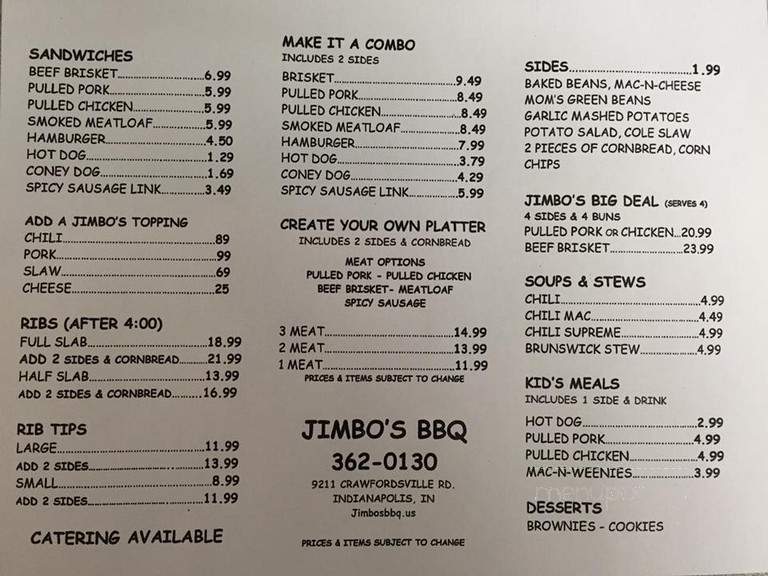 SANDWICHES
BEEF BRISKET..............................6.99
PULLED PORK..............................5.99
PULLED CHICKEN.........................5.99
SMOKED MEATLOAF....................5.99
HAMBURGER................................4.50
HOT DOG.....................................1.29
CONEY DOG..................................1.69
SPICY SAUSAGE LINK..................3.49
ADD A JIMBO'S TOPPING
CHILI..............................................89
PORK...............................................99
SLAW..............................................69
CHEESE..........................................25
RIBS (AFTER 4:00)
FULL SLAB...................................18.99
ADD 2 SIDES & CORNBREAD..........21.99
HALF SLAB..................................13.99
ADD 2 SIDES & CORNBREAD..........16.99
RIB TIPS
LARGE..........................................11.99
ADD 2 SIDES................................13.99
SMALL..........................................8.99
ADD 2 SIDES................................11.99
CATERING AVAILABLE
MAKE IT A COMBO
INCLUDES 2 SIDES
BRISKET........................................9.49
PULLED PORK................................8.49
PULLED CHICKEN..........................8.49
SMOKED MEATLOAF.....................8.49
HAMBURGER.................................7.99
HOT DOG......................................3.79
CONEY DOG...................................4.29
SPICY SAUSAGE LINK...................5.99
CREATE YOUR OWN PLATTER
INCLUDES 2 SIDES & CORNBREAD
MEAT OPTIONS
PULLED PORK - PULLED CHICKEN
BEEF BRISKET- MEATLOAF
SPICY SAUSAGE
3 MEAT.......................................14.99
2 MEAT.......................................13.99
1 MEAT........................................11.99
PRICES & ITEMS SUBJECT TO CHANGE
JIMBO'S BBQ
362-0130
9211 CRAWFORDSVILLE RD.
INDIANAPOLIS, IN
Jimbosbbq.us
PRICES & ITEMS SUBJECT TO CHANGE
SIDES........................................1.99
BAKED BEANS, MAC-N-CHEESE
MOM'S GREEN BEANS
GARLIC MASHED POTATOES
POTATO SALAD, COLE SLAW
2 PIECES OF CORNBREAD, CORN
CHIPS
JIMBO'S BIG DEAL (SERVES 4)
4 SIDES & 4 BUNS
PULLED PORK OR CHICKEN...20.99
BEEF BRISKET........................23.99
SOUPS & STEWS
CHILI..........................................4.99
CHILI MAC.................................4.49
CHILI SUPREME.........................4.99
BRUNSWICK STEW.....................4.99
KID'S MEALS
INCLUDES 1 SIDE & DRINK
HOT DOG....................................2.99
PULLED PORK..............................4.99
PULLED CHICKEN........................4.99
MAC-N-WEENIES.......................3.99
DESSERTS
BROWNIES - COOKIES